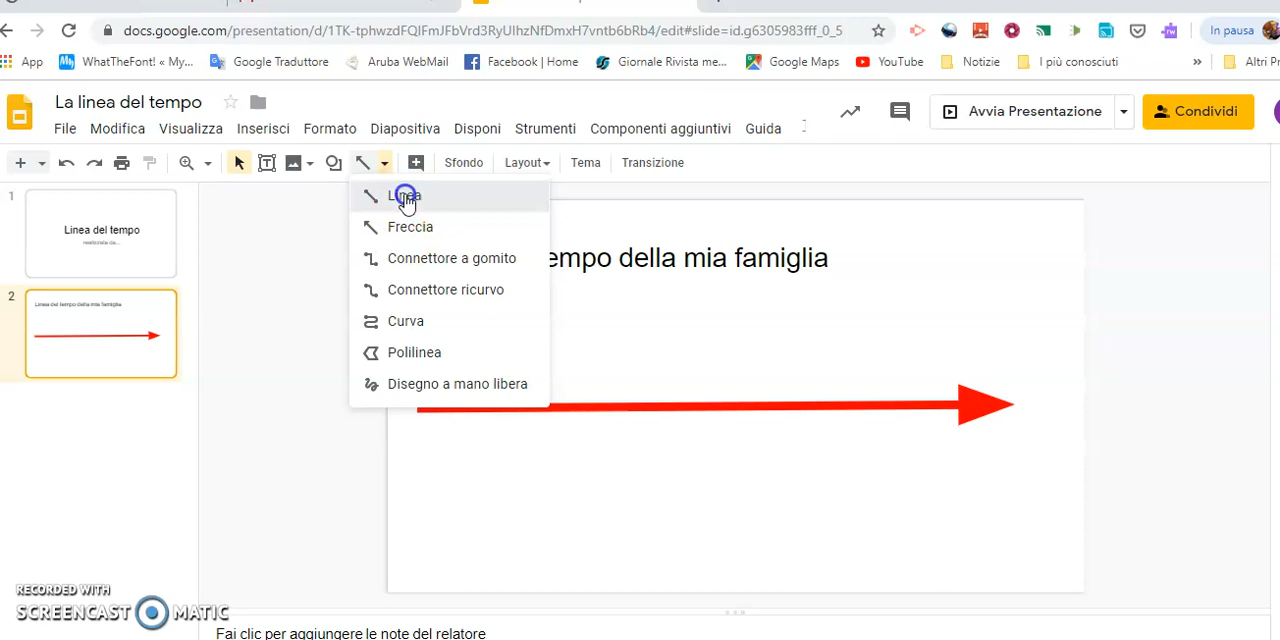 docs.google.com/presentation/d/1TK-tphwzdFQIFmJFbVrd3RyUIhzNfDmxH7vntb6bRb4/edit#slide=id.g6305983fff_0_5
In pausa
App
WhatTheFont! « My...
Google Traduttore
Aruba WebMail
Facebook | Home
Giornale Rivista me...
Google Maps
YouTube
Notizie
I più conosciuti
»
Altri Pr
La linea del tempo
Avvia Presentazione
Condividi
File
Modifica
Visualizza
Inserisci
Formato
Diapositiva
Disponi
Strumenti
Componenti aggiuntivi
Guida
Sfondo
Layout
Tema
Transizione
1
Linea del tempo
realizzata da...
2
Linea del tempo della mia famiglia
Linea
Freccia
Connettore a gomito
Connettore ricurvo
Curva
Polilinea
Disegno a mano libera
empo della mia famiglia
RECORDED WITH
SCREENCAST MATIC
Fai clic per aggiungere le note del relatore